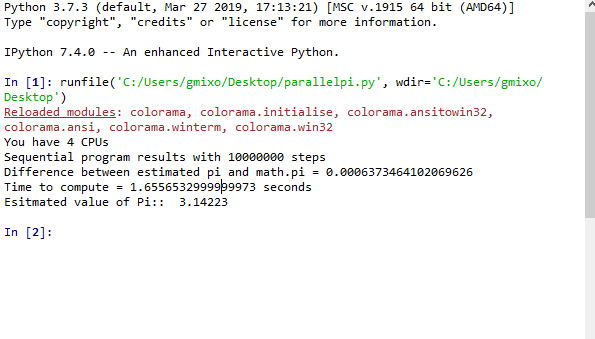 Python 3.7.3 (default, Mar 27 2019, 17:13:21) [MSC v.1915 64 bit (AMD64)]
Type "copyright", "credits" or "license" for more information.
IPython 7.4.0 -- An enhanced Interactive Python.
In [1]: runfile('C:/Users/gmixo/Desktop/parallelpi.py', wdir='C:/Users/gmixo/
Desktop')
Reloaded modules: colorama, colorama.initialise, colorama.ansitowin32,
colorama.ansi, colorama.winterm, colorama.win32
You have 4 CPUs
Sequential program results with 10000000 steps
Difference between estimated pi and math.pi = 0.0006373464102069626
Time to compute = 1.6556532999999973 seconds
Esitmated value of Pi::  3.14223
In [2]: